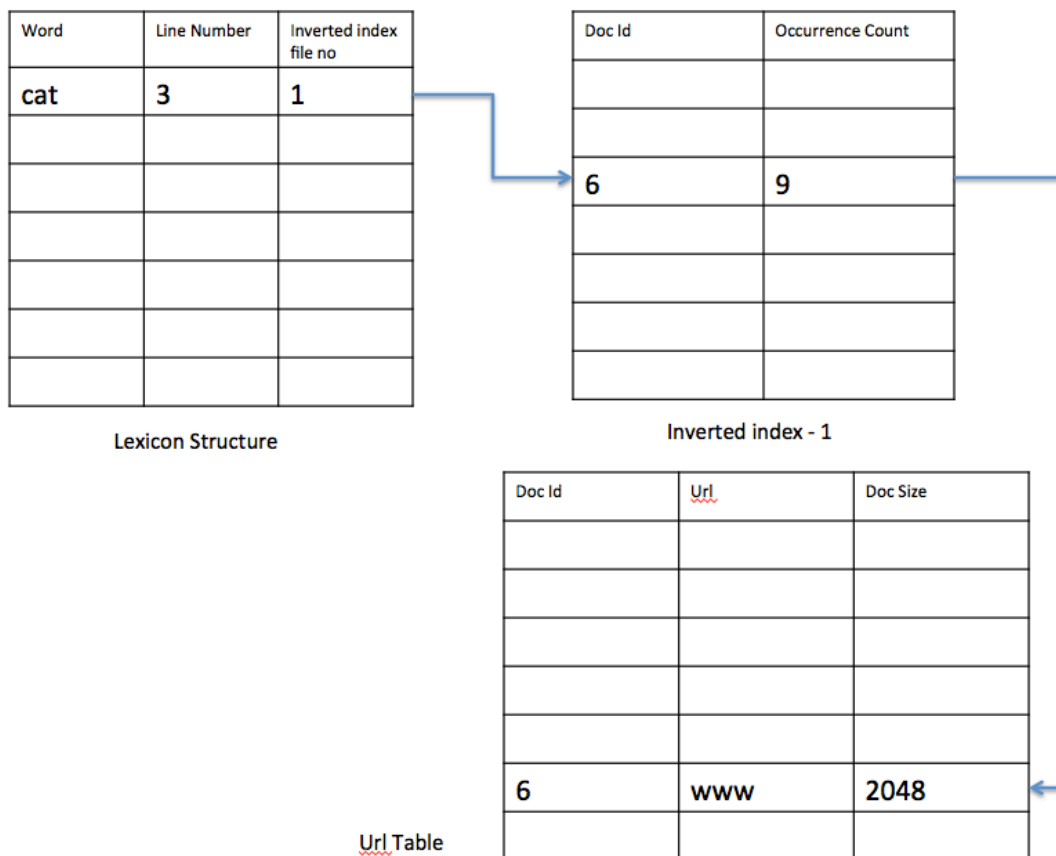 Word Line Number Inverted index
file no
cat 3 1
Lexicon Structure
Doc Id Occurrence Count
6 9
Inverted index - 1
Doc Id Url Doc Size
6 www 2048
Url Table